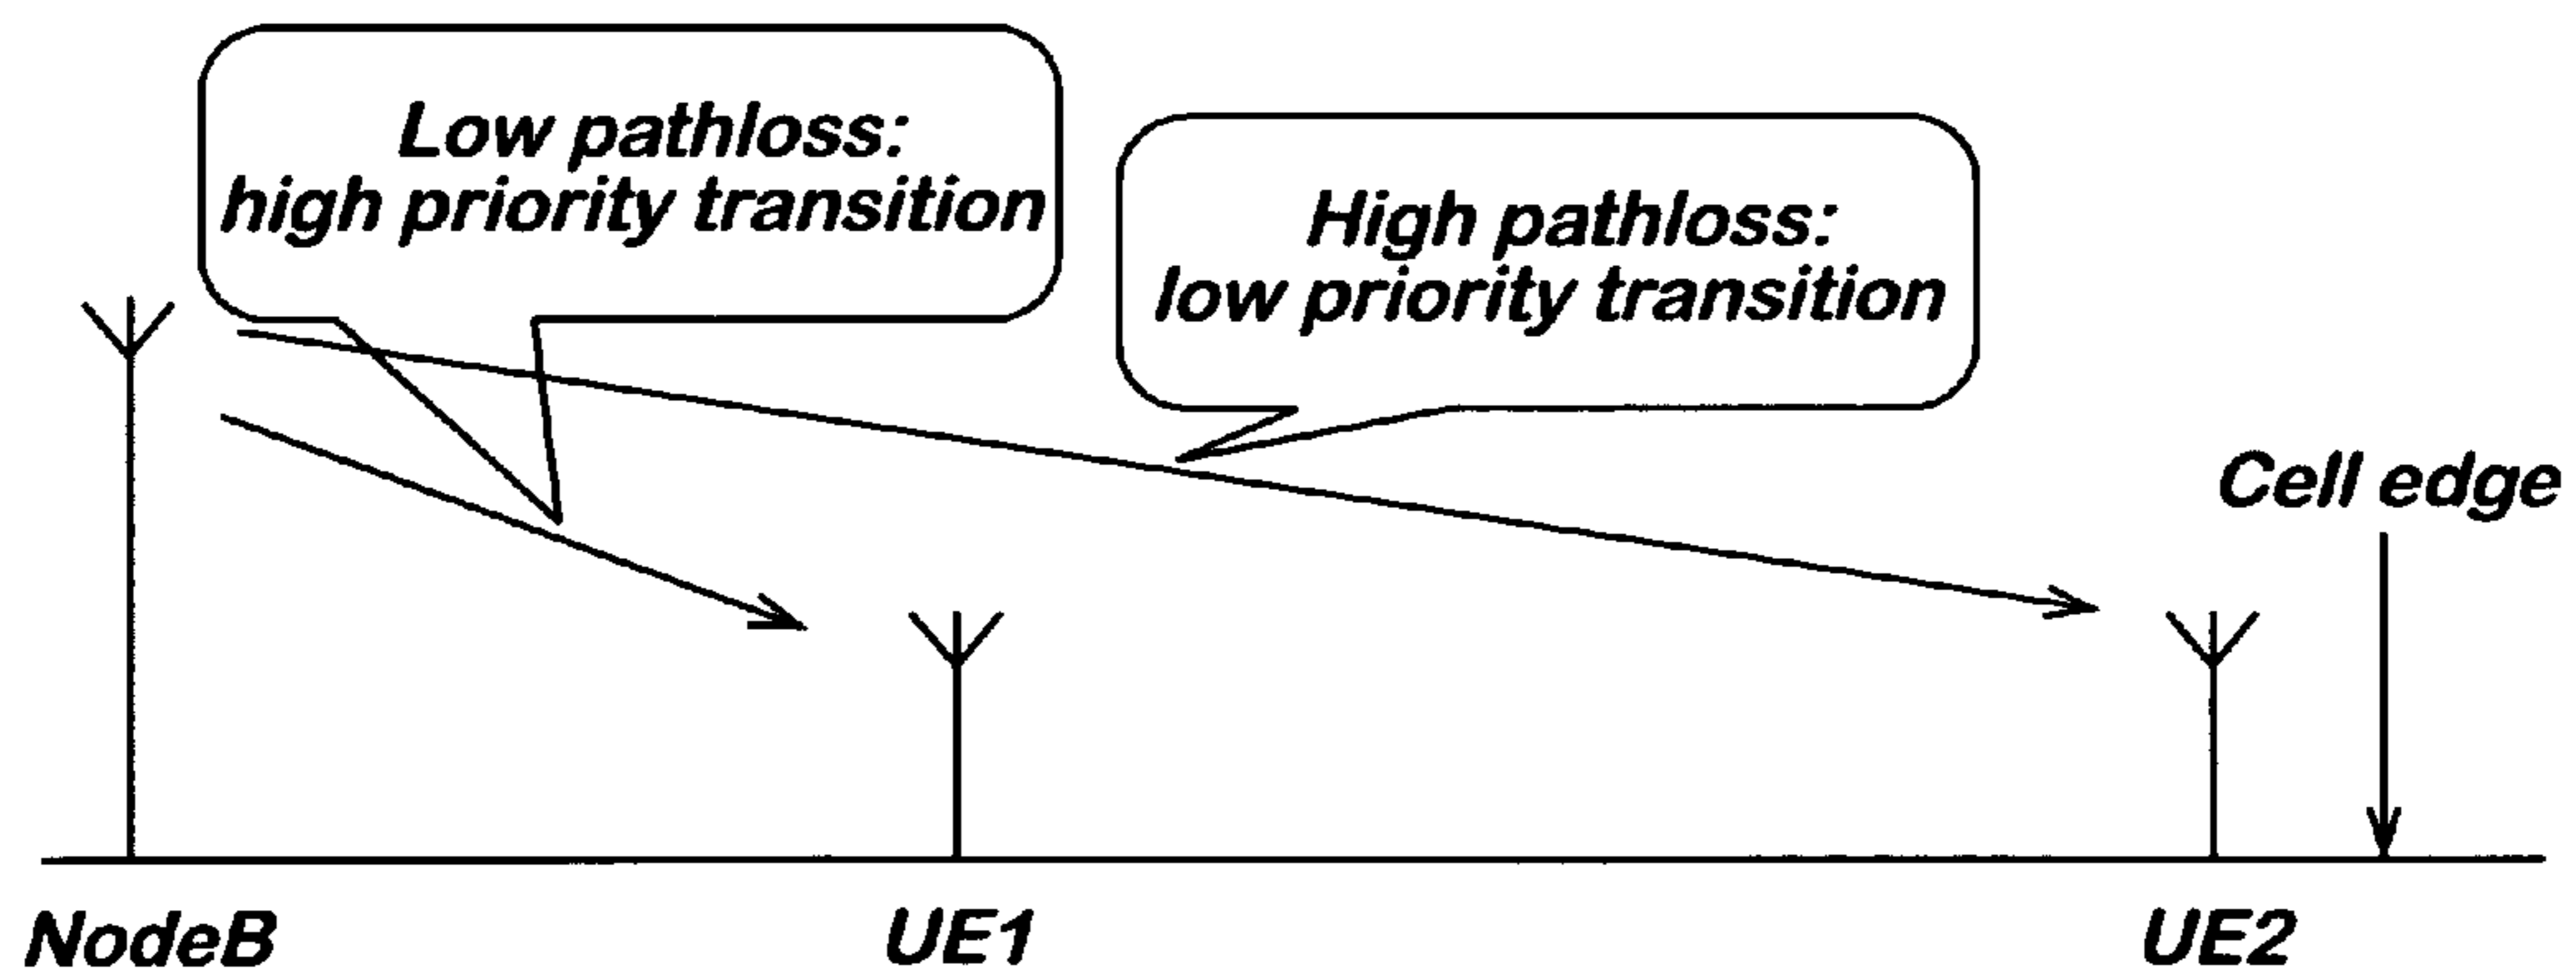 Low pathloss:
high priority transition
High pathloss:
low priority transition
Cell edge
NodeB
UE1
UE2